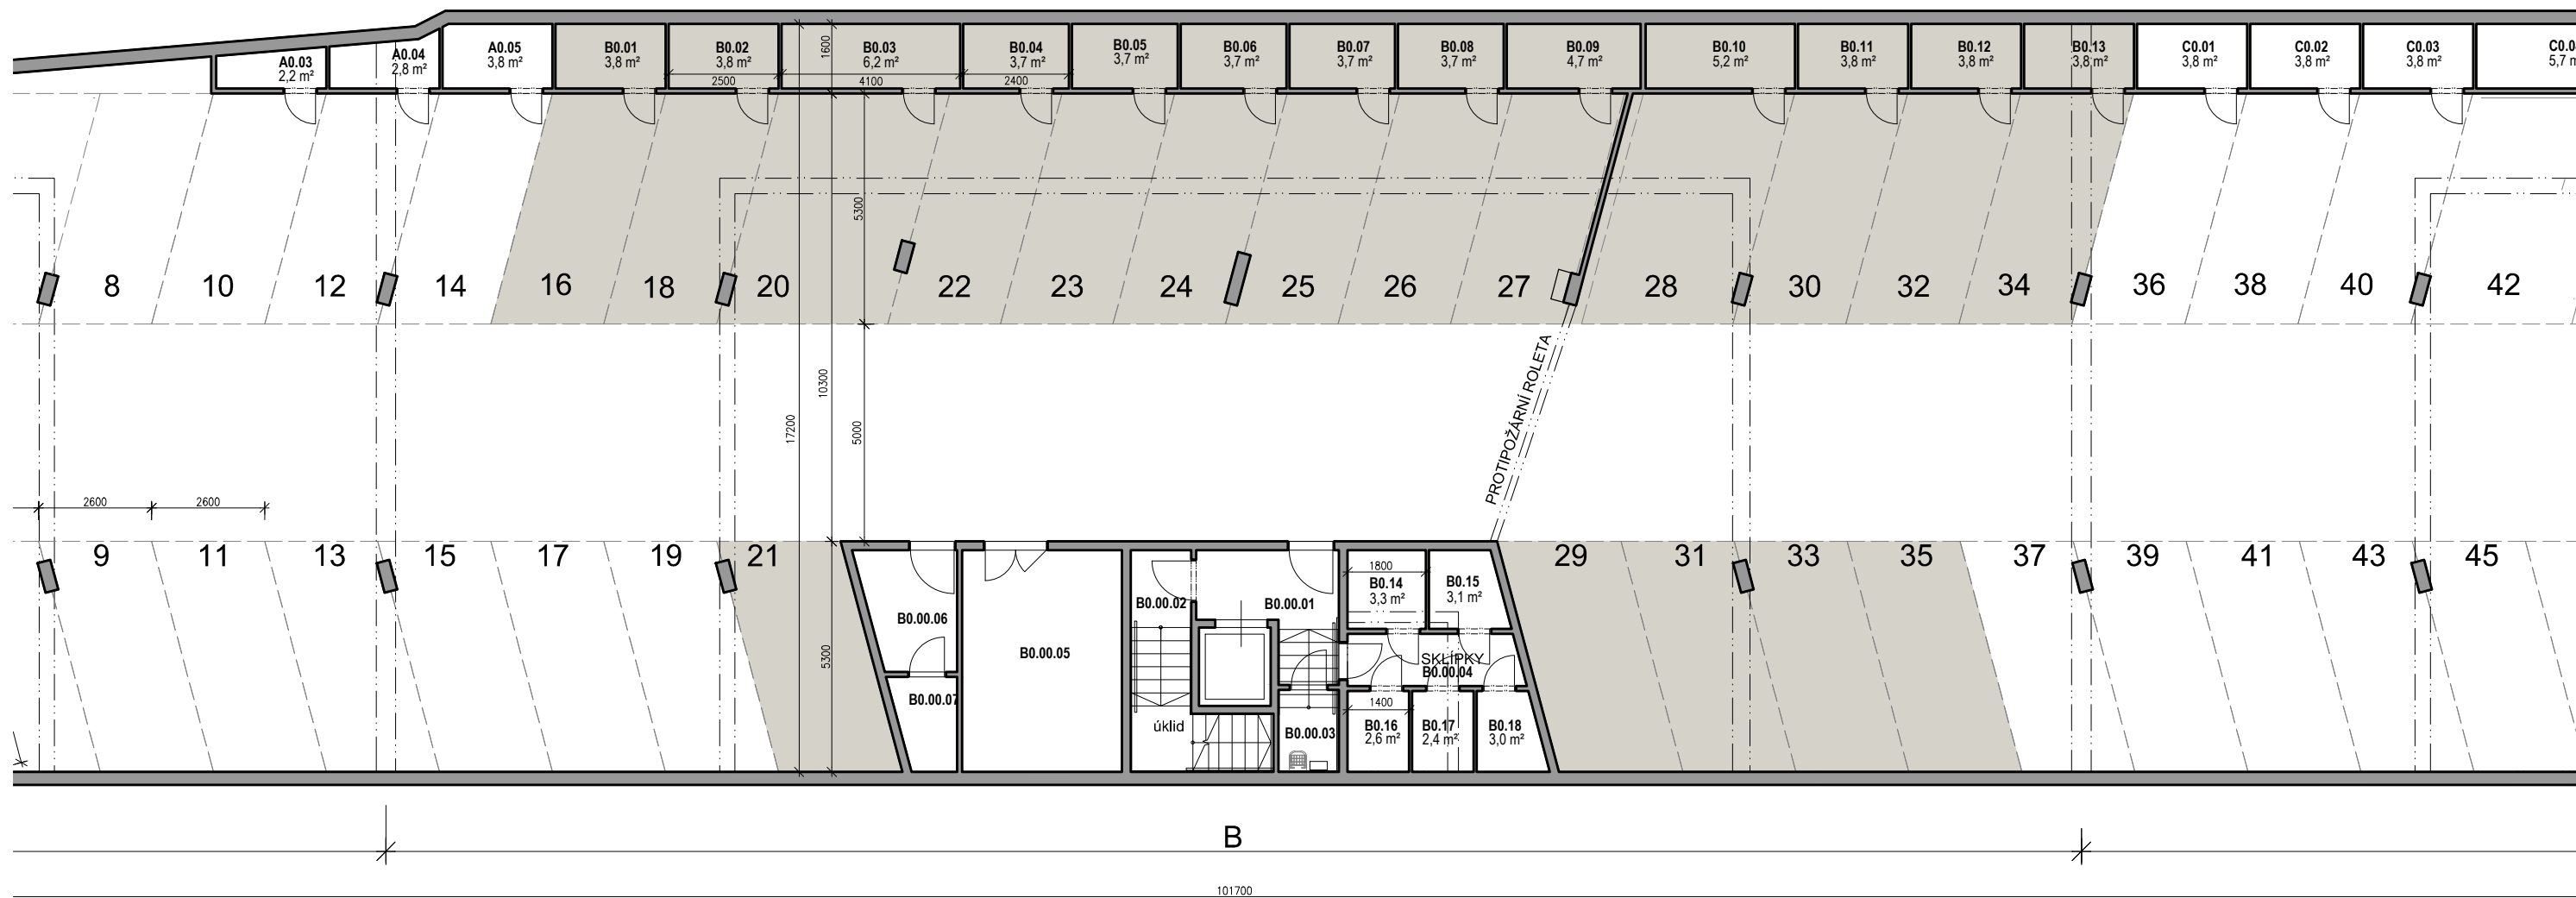 A0.03
2,2 m²
A0.04
2,8 m²
A0.05
3,8 m²
B0.01
3,8 m²
B0.02
3,8 m²
B0.03
6,2 m²
B0.04
3,7 m²
B0.05
3,7 m²
B0.06
3,7 m²
B0.07
3,7 m²
B0.08
3,7 m²
B0.09
4,7 m²
B0.10
5,2 m²
B0.11
3,8 m²
B0.12
3,8 m²
B0.13
3,8 m²
C0.01
3,8 m²
C0.02
3,8 m²
C0.03
3,8 m²
1600
2500
4100
2400
5300
8
10
12
14
16
18
20
22
23
24
25
26
27
28
30
32
34
36
38
40
42
PROTIPOŽÁRNÍ ROLETA
10300
17200
5000
2600
2600
9
11
13
15
17
19
21
29
31
33
35
37
39
41
43
45
1800
B0.14
3,3 m²
B0.15
3,1 m²
B0.00.02
B0.00.01
B0.00.06
B0.00.05
5300
SKLÍPKY
B0.00.04
B0.00.07
1400
úklid
B0.00.03
B0.16
2,6 m²
B0.17
2,4 m²
B0.18
3,0 m²
B
101700